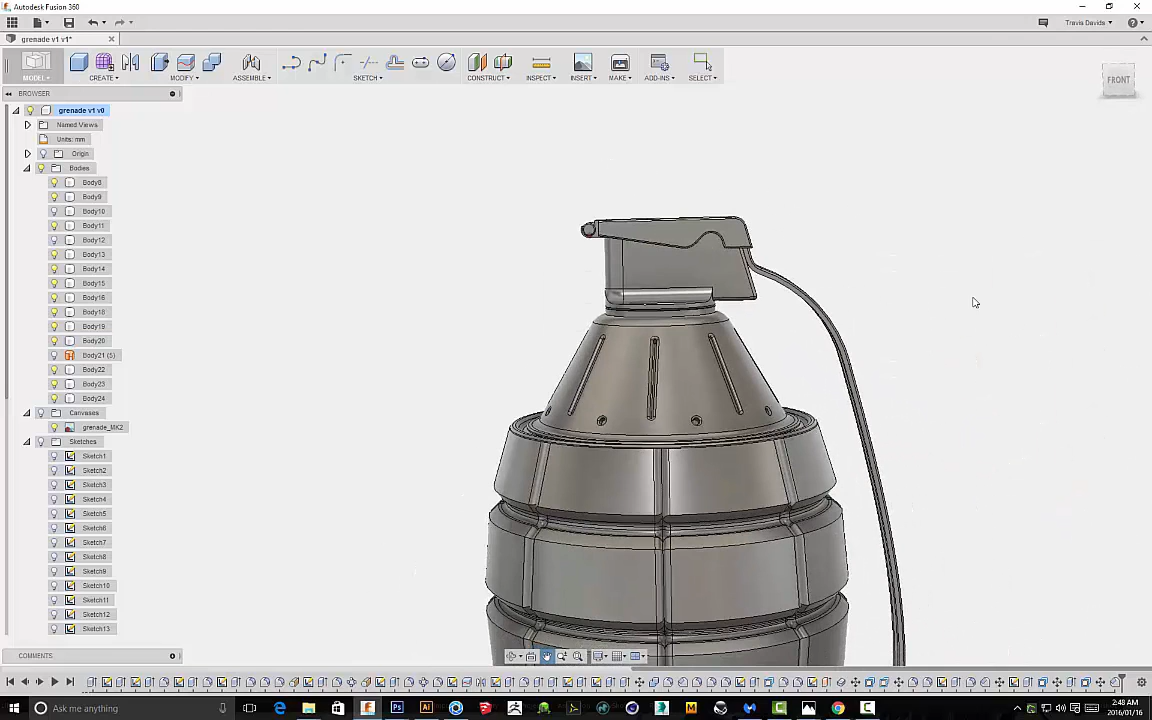 Autodesk Fusion 360
Travis Davids
grenade v1 v1*
MODEL
CREATE
MODIFY
ASSEMBLE
SKETCH
CONSTRUCT
INSPECT
INSERT
MAKE
ADD-INS
SELECT
BROWSER
FRONT
grenade v1 v0
Named Views
Units: mm
Origin
Bodies
Body8
Body9
Body10
Body11
Body12
Body13
Body14
Body15
Body16
Body18
Body19
Body20
Body21 (5)
Body22
Body23
Body24
Canvases
grenade_MK2
Sketches
Sketch1
Sketch2
Sketch3
Sketch4
Sketch5
Sketch6
Sketch7
Sketch8
Sketch9
Sketch10
Sketch11
Sketch12
Sketch13
COMMENTS
Ask me anything
2:48 AM
2016/01/16